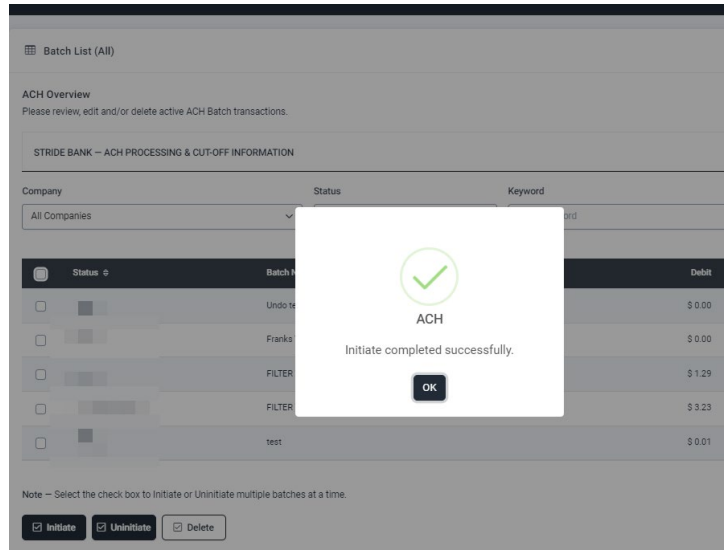 Batch List (All)
ACH Overview
Please review, edit and/or delete active ACH Batch transactions.
STRIDE BANK — ACH PROCESSING & CUT-OFF INFORMATION
Company
Status
Keyword
All Companies
Status
Batch
Debit
Undo
$ 0.00
Franks
$ 0.00
FILTER
$ 1.29
FILTER
$ 3.23
test
$ 0.01
ACH
Initiate completed successfully.
OK
Note — Select the check box to Initiate or Uninitiate multiple batches at a time.
Initiate
Uninitiate
Delete